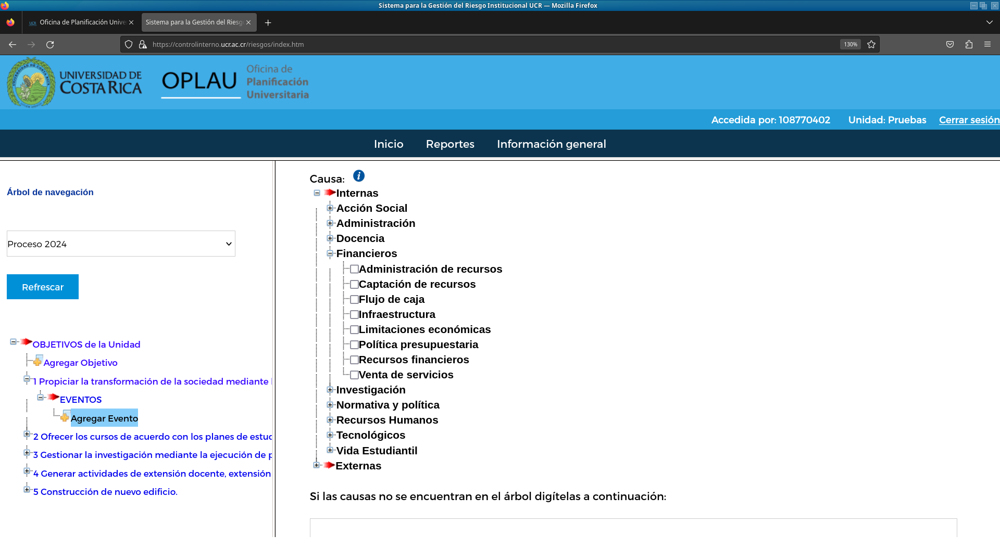 Sistema para la Gestión del Riesgo Institucional UCR — Mozilla Firefox
Oficina de Planificación Unive
Sistema para la Gestión del Riesg
https://controlinterno.ucr.ac.cr/riesgos/index.htm
130%
UNIVERSIDAD DE
COSTA RICA
OPLAU
Oficina de
Planificación
Universitaria
Accedida por: 108770402 Unidad: Pruebas Cerrar sesión
Inicio Reportes Información general
Árbol de navegación
Proceso 2024
Refrescar
OBJETIVOS de la Unidad
Agregar Objetivo
1 Propiciar la transformación de la sociedad mediante
EVENTOS
Agregar Evento
2 Ofrecer los cursos de acuerdo con los planes de estud
3 Gestionar la investigación mediante la ejecución de p
4 Generar actividades de extensión docente, extensión
5 Construcción de nuevo edificio.
Causa:
Internas
Acción Social
Administración
Docencia
Financieros
Administración de recursos
Captación de recursos
Flujo de caja
Infraestructura
Limitaciones económicas
Política presupuestaria
Recursos financieros
Venta de servicios
Investigación
Normativa y política
Recursos Humanos
Tecnológicos
Vida Estudiantil
Externas
Si las causas no se encuentran en el árbol digítelas a continuación: